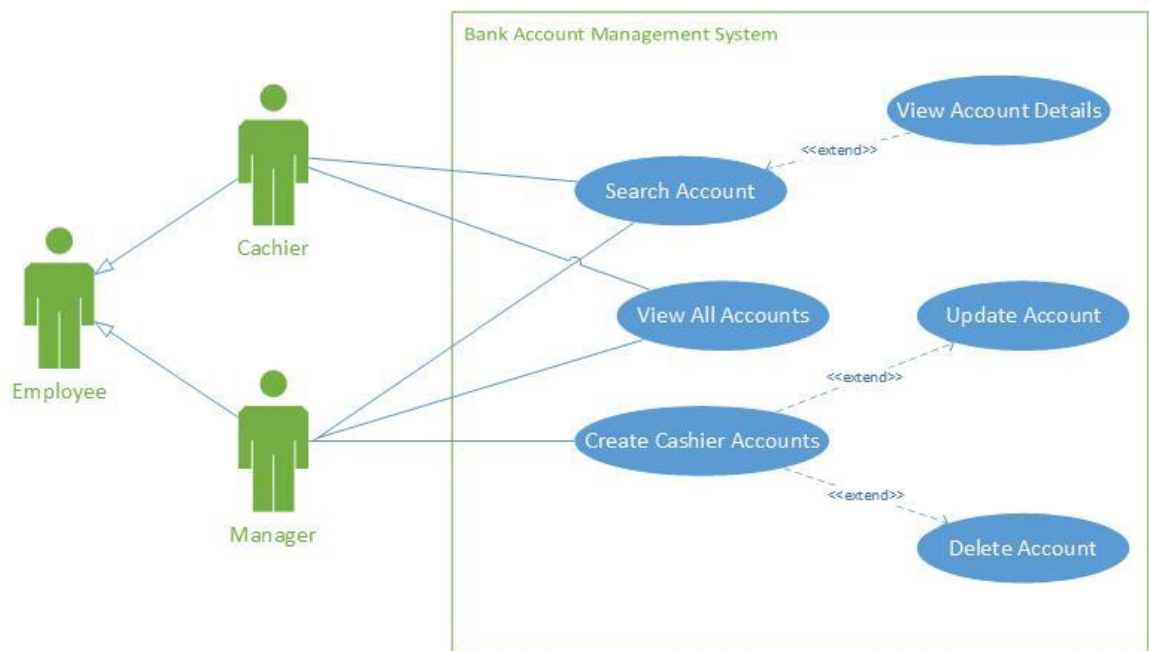 Bank Account Management System
View Account Details
<<extend>>
Search Account
Cachier
View All Accounts
Update Account
<<extend>>
Employee
Create Cashier Accounts
<<extend>>
Manager
Delete Account